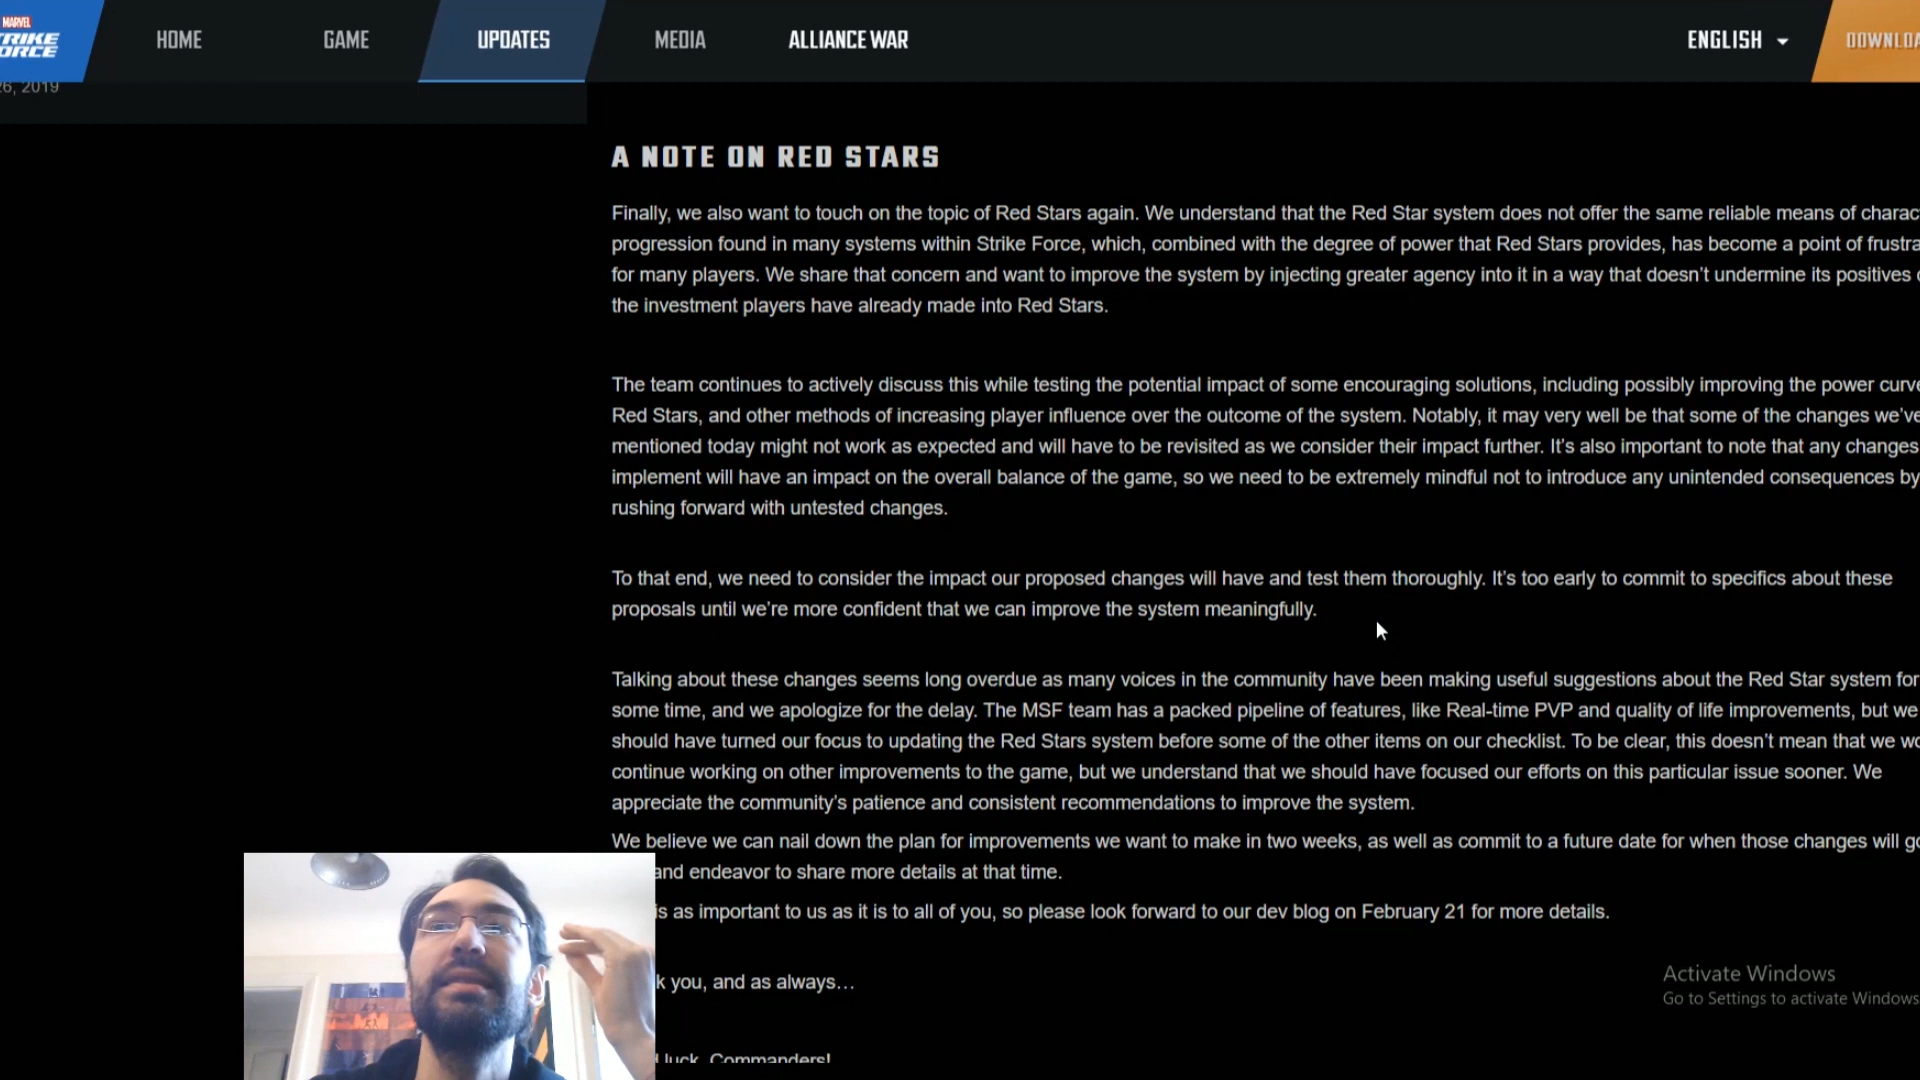 MARVEL
HOME
GAME
UPDATES
MEDIA
ALLIANCE WAR
ENGLISH
2019
A NOTE ON RED STARS
Finally, we also want to touch on the topic of Red Stars again. We understand that the Red Star system does not offer the same reliable means of
progression found in many systems within Strike Force, which, combined with the degree of power that Red Stars provides, has become a point of
for many players. We share that concern and want to improve the system by injecting greater agency into it in a way that doesn't undermine its positives
the investment players have already made into Red Stars.
The team continues to actively discuss this while testing the potential impact of some encouraging solutions, including possibly improving the power curve
Red Stars, and other methods of increasing player influence over the outcome of the system. Notably, it may very well be that some of the changes we've
mentioned today might not work as expected and will have to be revisited as we consider their impact further. It's also important to note that any changes
implement will have an impact on the overall balance of the game, so we need to be extremely mindful not to introduce any unintended consequences by
rushing forward with untested changes.
To that end, we need to consider the impact our proposed changes will have and test them thoroughly. It's too early to commit to specifics about these
proposals until we're more confident that we can improve the system meaningfully.
Talking about these changes seems long overdue as many voices in the community have been making useful suggestions about the Red Star system for
some time, and we apologize for the delay. The MSF team has a packed pipeline of features, like Real-time PVP and quality of life improvements, but we
should have turned our focus to updating the Red Stars system before some of the other items on our checklist. To be clear, this doesn't mean that we
continue working on other improvements to the game, but we understand that we should have focused our efforts on this particular issue sooner. We
appreciate the community's patience and consistent recommendations to improve the system.
We believe we can nail down the plan for improvements we want to make in two weeks, as well as commit to a future date for when those changes will
and endeavor to share more details at that time.
is as important to us as it is to all of you, so please look forward to our dev blog on February 21 for more details.
you, and as always…
luck, Commanders!
Activate Windows
Go to Settings to activate Windows